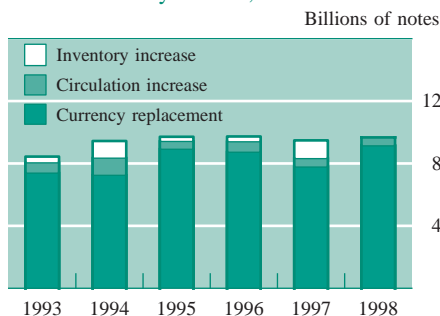 Billions of notes
Inventory increase
Circulation increase
Currency replacement
12
8
4
1993 1994 1995 1996 1997 1998